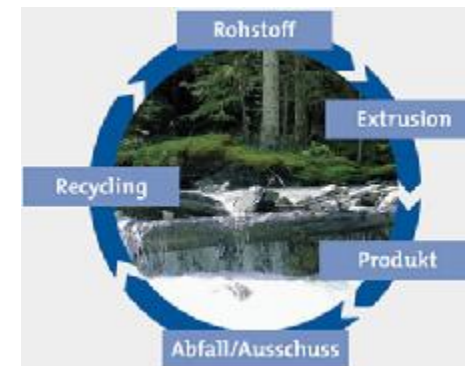 Rohstoff
Extrusion
Produkt
Abfall/Ausschuss
Recycling